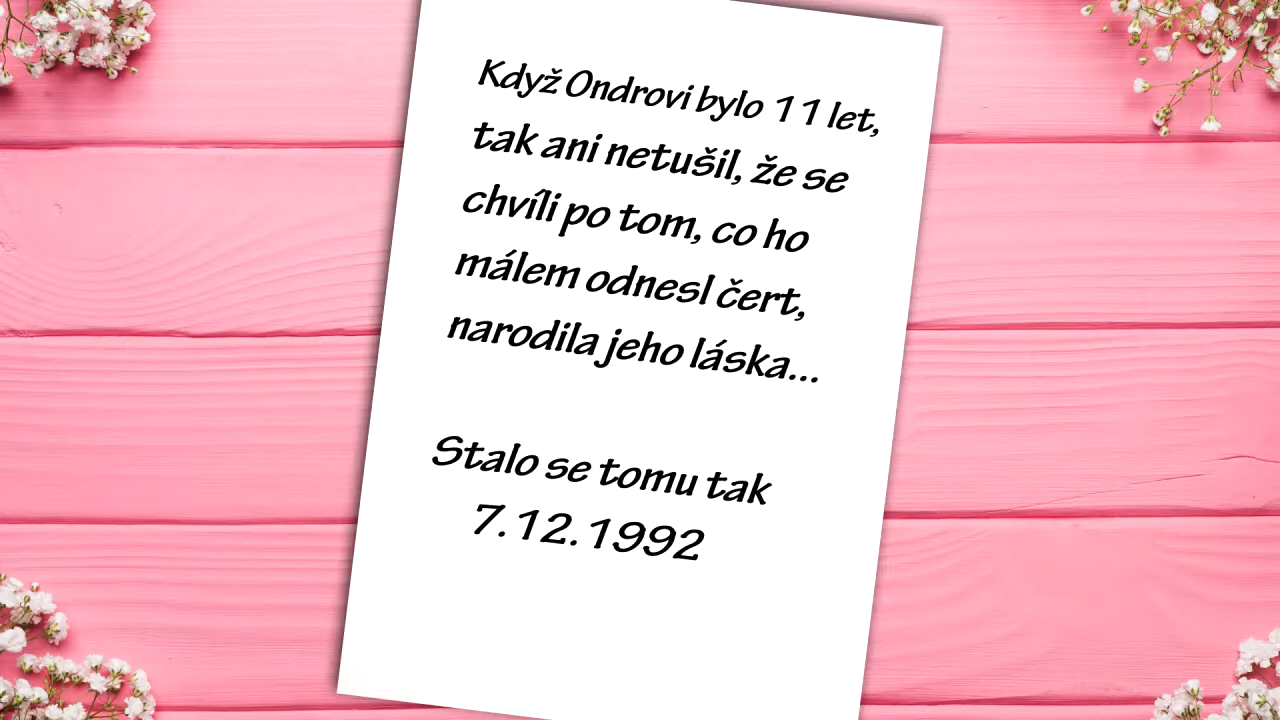 Když Ondrovi bylo 11 let,
tak ani netušil, že se
chvíli po tom, co ho
málem odnesl čert,
narodila jeho láska...
Stalo se tomu tak
7.12.1992